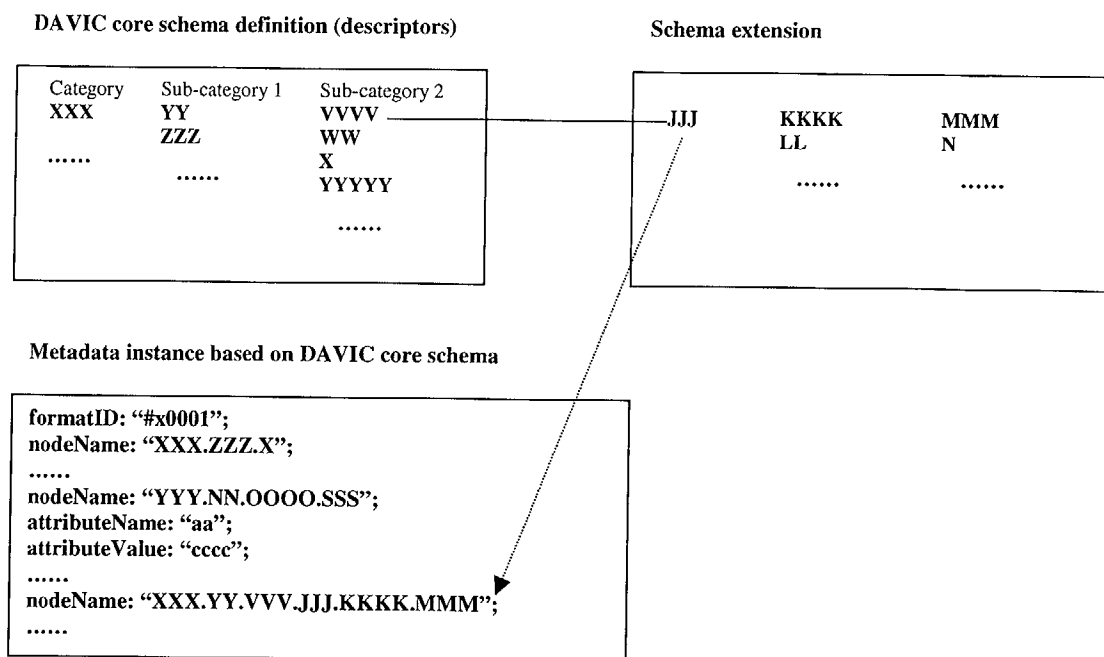 DAVIC core schema definition (descriptors)
Schema extension
Category Sub-category 1 Sub-category 2
XXX YY VVVV
ZZZ WW
...... X
...... YYYYY
......
JJJ KKKK MMM
LL N
...... ......
Metadata instance based on DAVIC core schema
formatID: “#x0001”;
nodeName: “XXX.ZZZ.X”;
......
nodeName: “YYY.NN.OOOO.SSS”;
attributeName: “aa”;
attributeValue: “cccc”;
......
nodeName: “XXX.YY.VVV.JJJ.KKKK.MMM”;
......